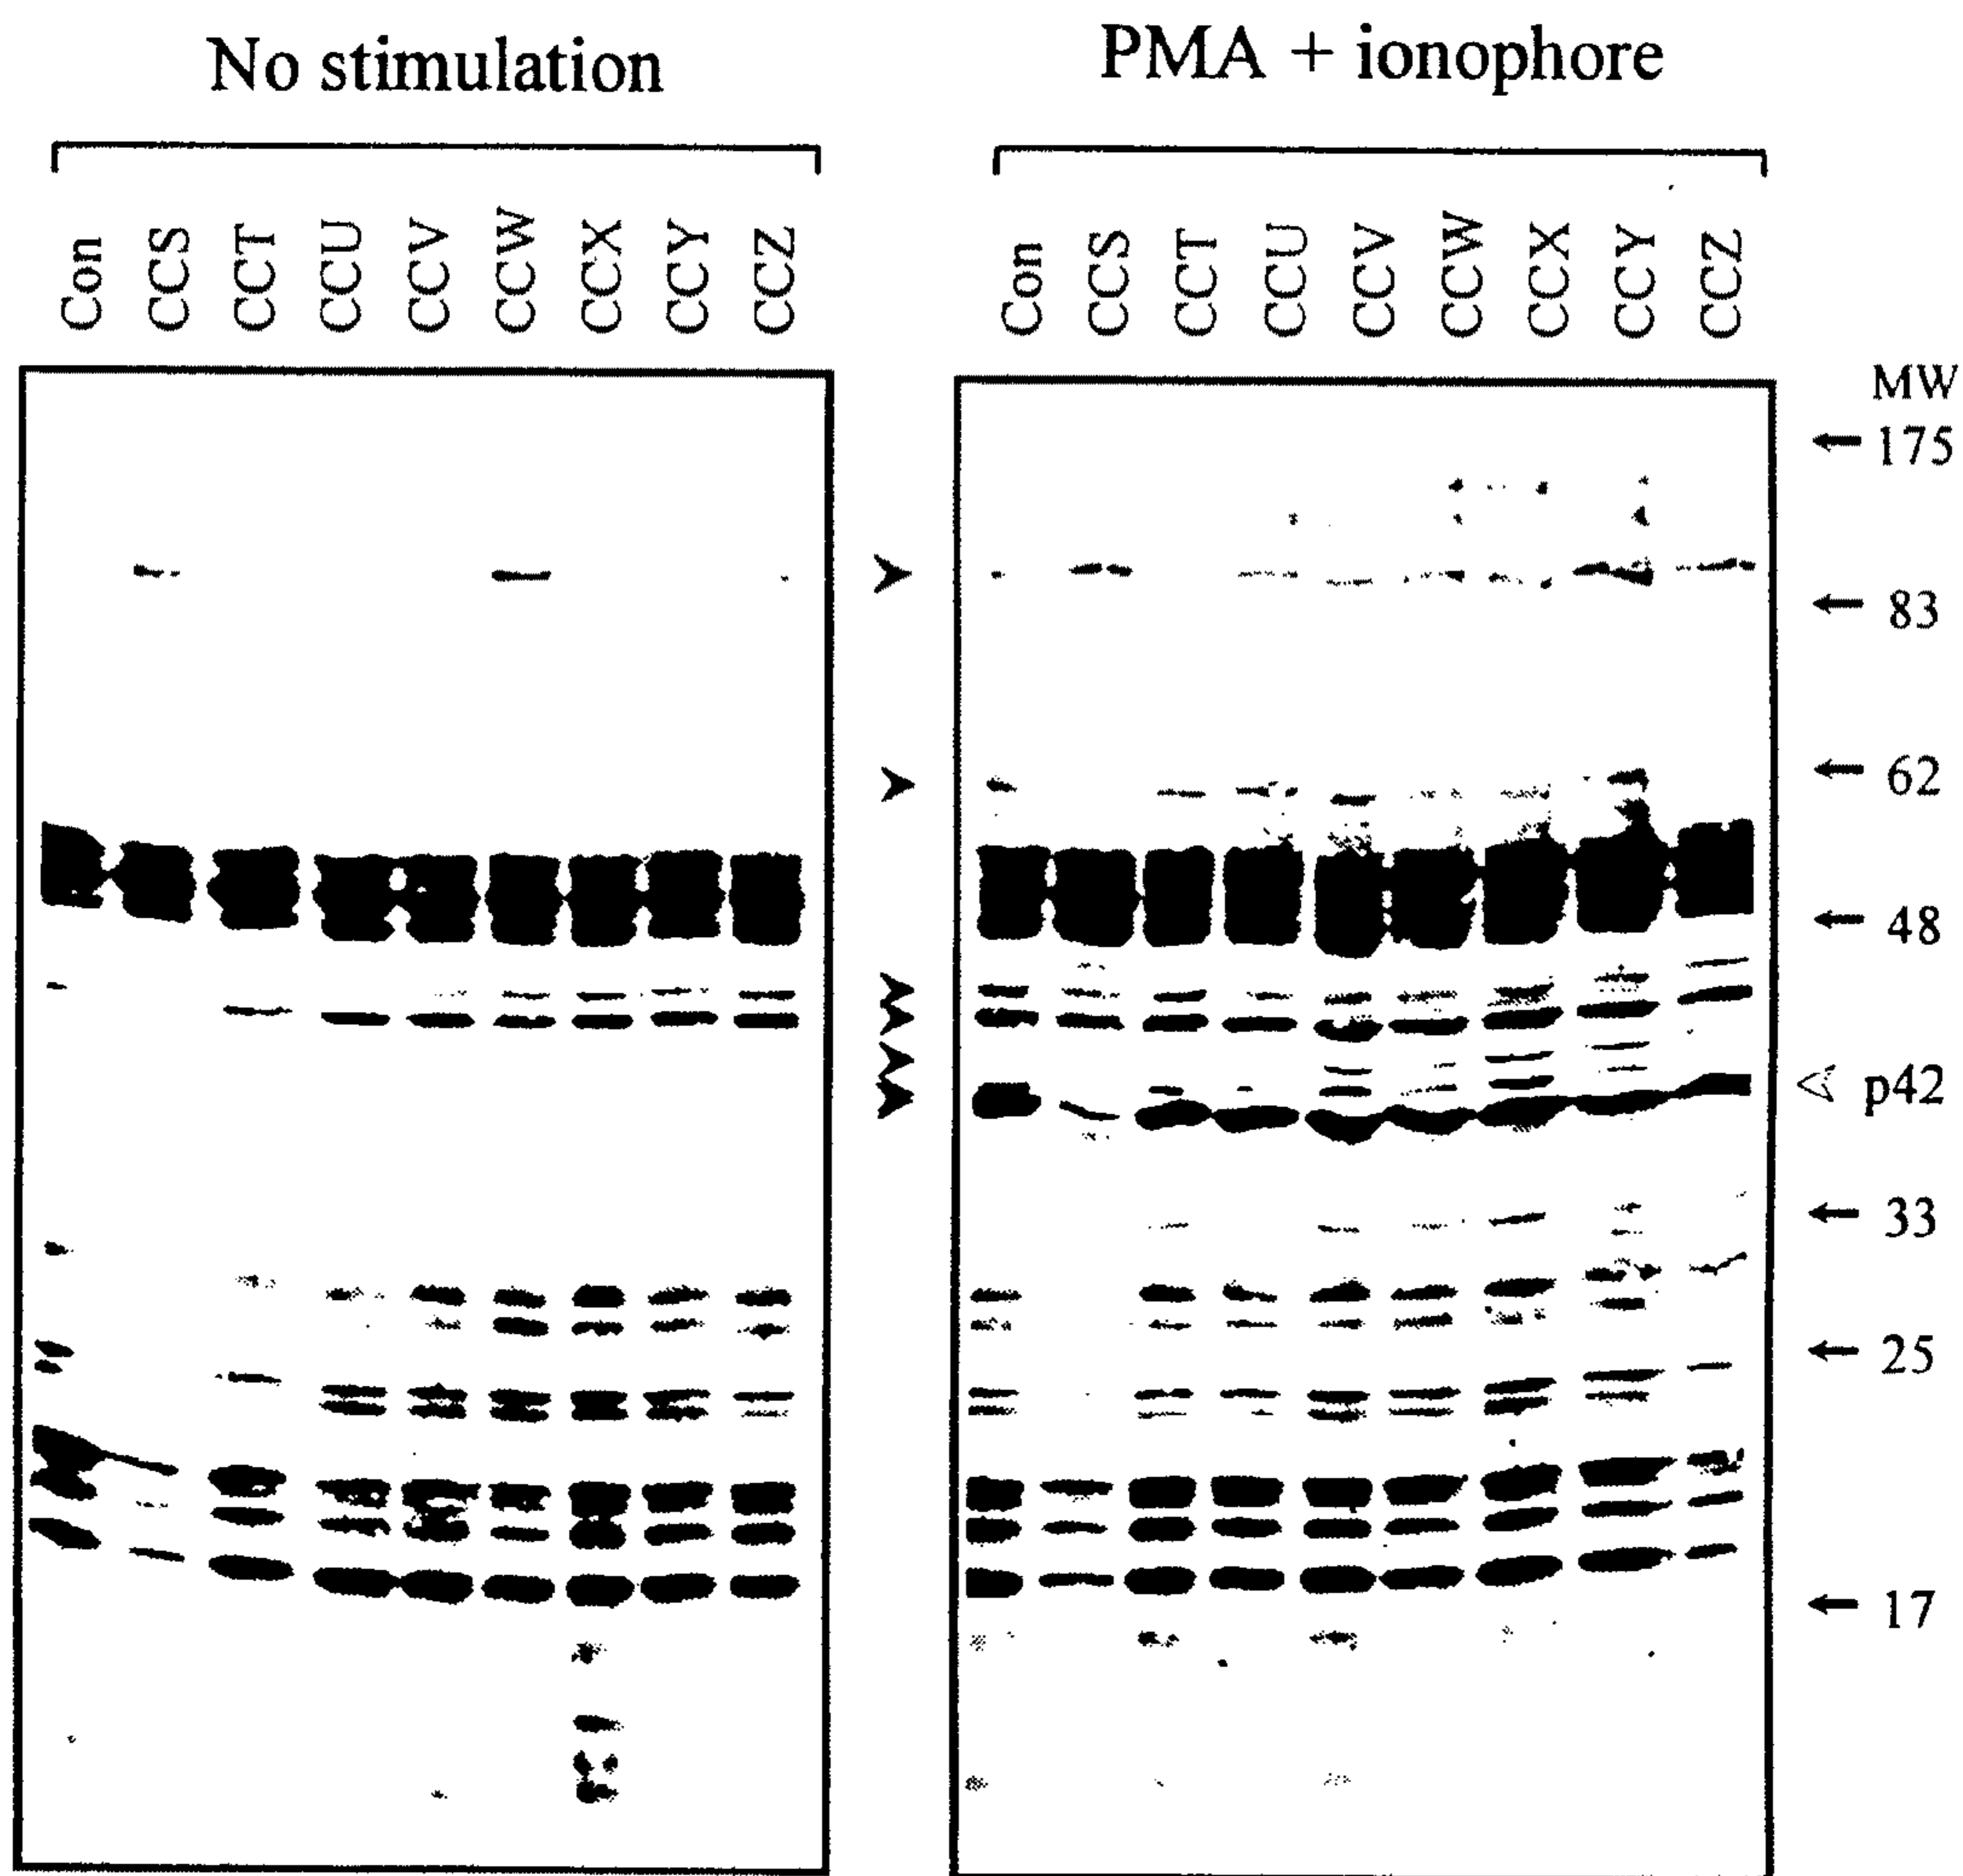 No stimulation
PMA + ionophore
Con CCS CCT CCU CCV CCW CCX CCY CCZ
Con CCS CCT CCU CCV CCW CCX CCY CCZ
MW
175
83
62
48
p42
33
25
17